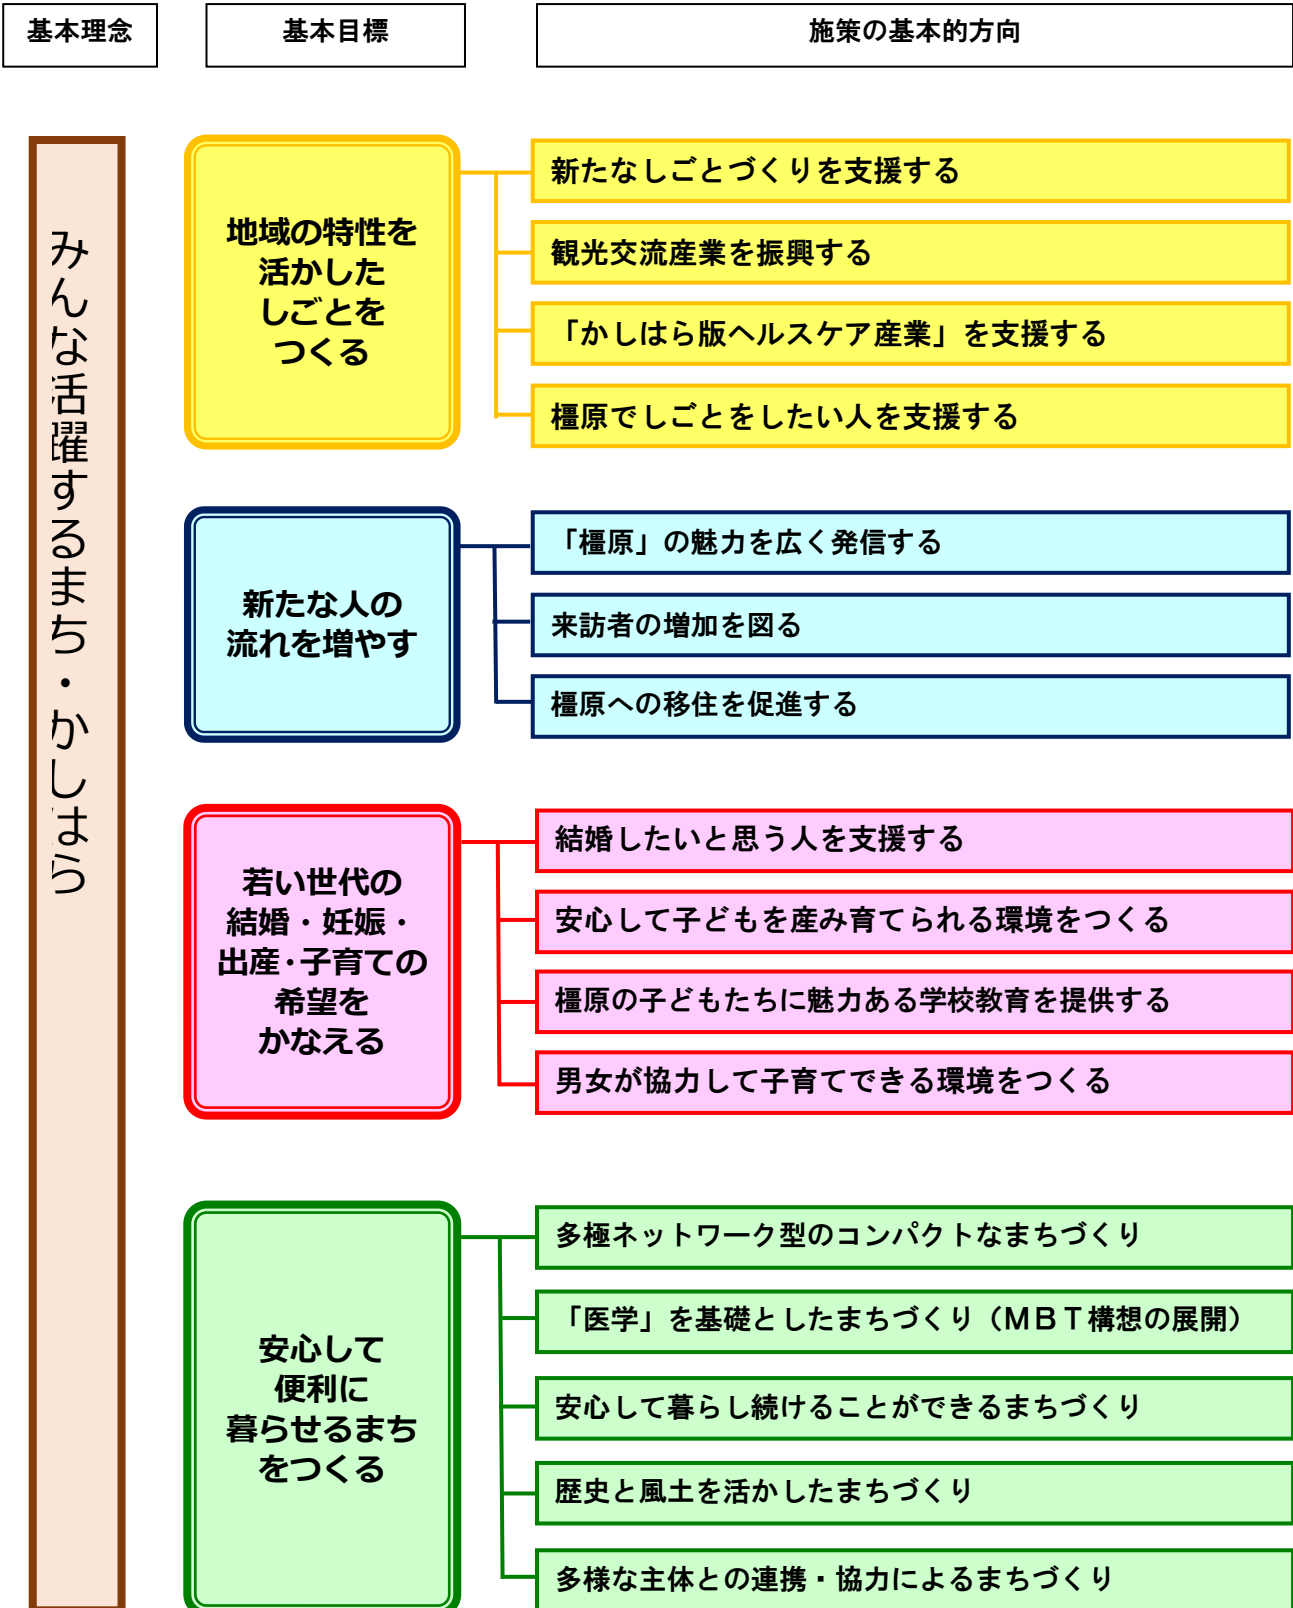 基本理念
基本目標
施策の基本的方向
みんな活躍するまち・かしはら
地域の特性を
活かした
しごとを
つくる
新たなしごとづくりを支援する
観光交流産業を振興する
「かしはら版ヘルスケア産業」を支援する
橿原でしごとをしたい人を支援する
新たな人の
流れを増やす
「橿原」の魅力を広く発信する
来訪者の増加を図る
橿原への移住を促進する
若い世代の
結婚・妊娠・
出産・子育ての
希望を
かなえる
結婚したいと思う人を支援する
安心して子どもを産み育てられる環境をつくる
橿原の子どもたちに魅力ある学校教育を提供する
男女が協力して子育てできる環境をつくる
安心して
便利に
暮らせるまち
をつくる
多極ネットワーク型のコンパクトなまちづくり
「医学」を基礎としたまちづくり（ＭＢＴ構想の展開）
安心して暮らし続けることができるまちづくり
歴史と風土を活かしたまちづくり
多様な主体との連携・協力によるまちづくり